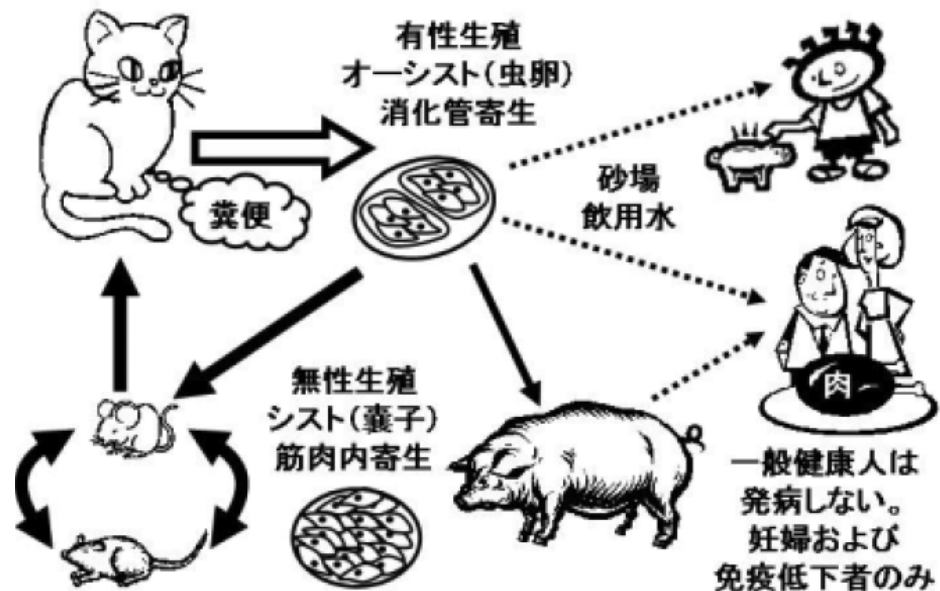 有性生殖
オーシスト(虫卵)
消化管寄生
糞便
砂場
飲用水
無性生殖
シスト(嚢子)
筋肉内寄生
肉
一般健康人は
発病しない。
妊婦および
免疫低下者のみ